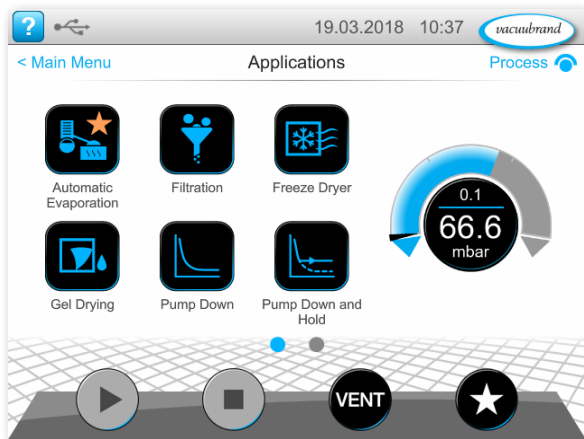 ?
19.03.2018 10:37
vacuubrand
< Main Menu
Applications
Process
Automatic
Evaporation
Filtration
Freeze Dryer
0.1
66.6
mbar
Gel Drying
Pump Down
Pump Down and
Hold
VENT